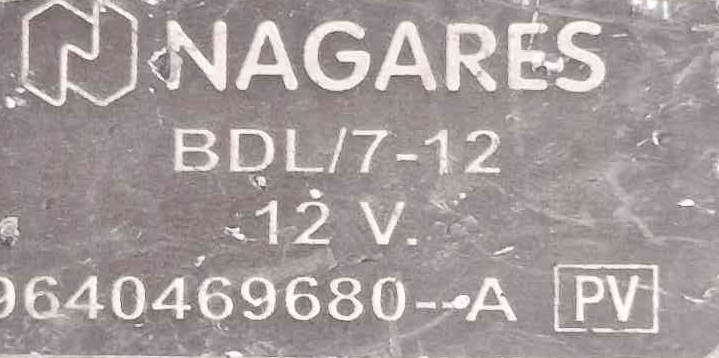 NAGARES
BDL/7-12
12 V.
9640469680--A PV